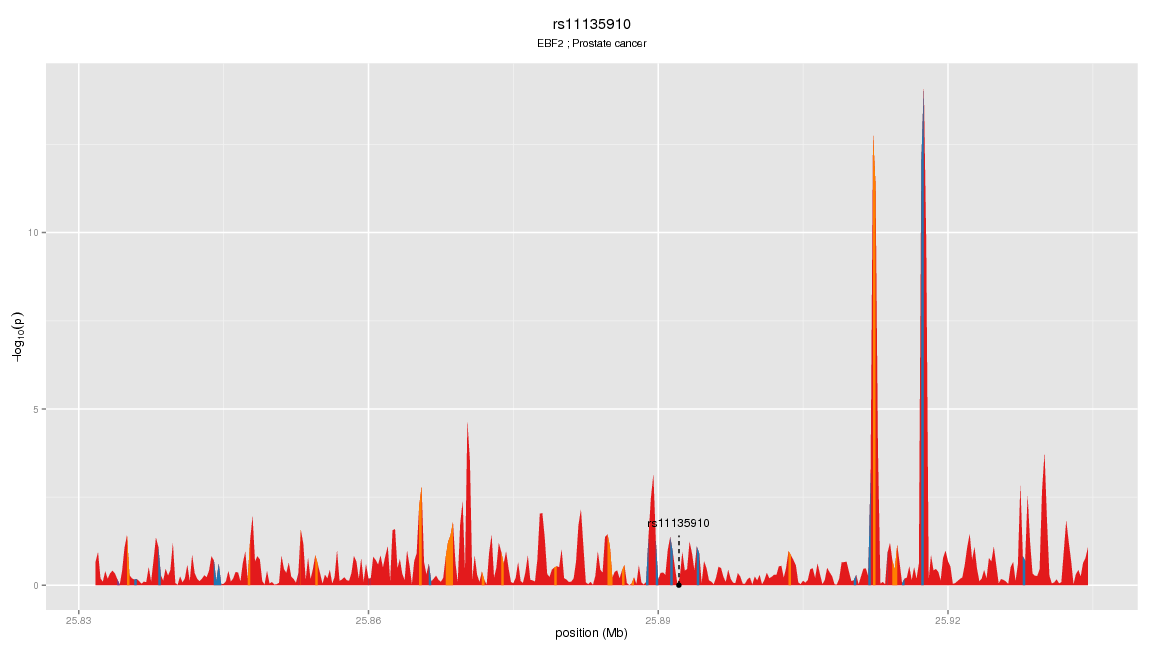 rs11135910
EBF2 ; Prostate cancer
10
5
0
−log10(p)
rs11135910
25.83
25.86
25.89
25.92
position (Mb)